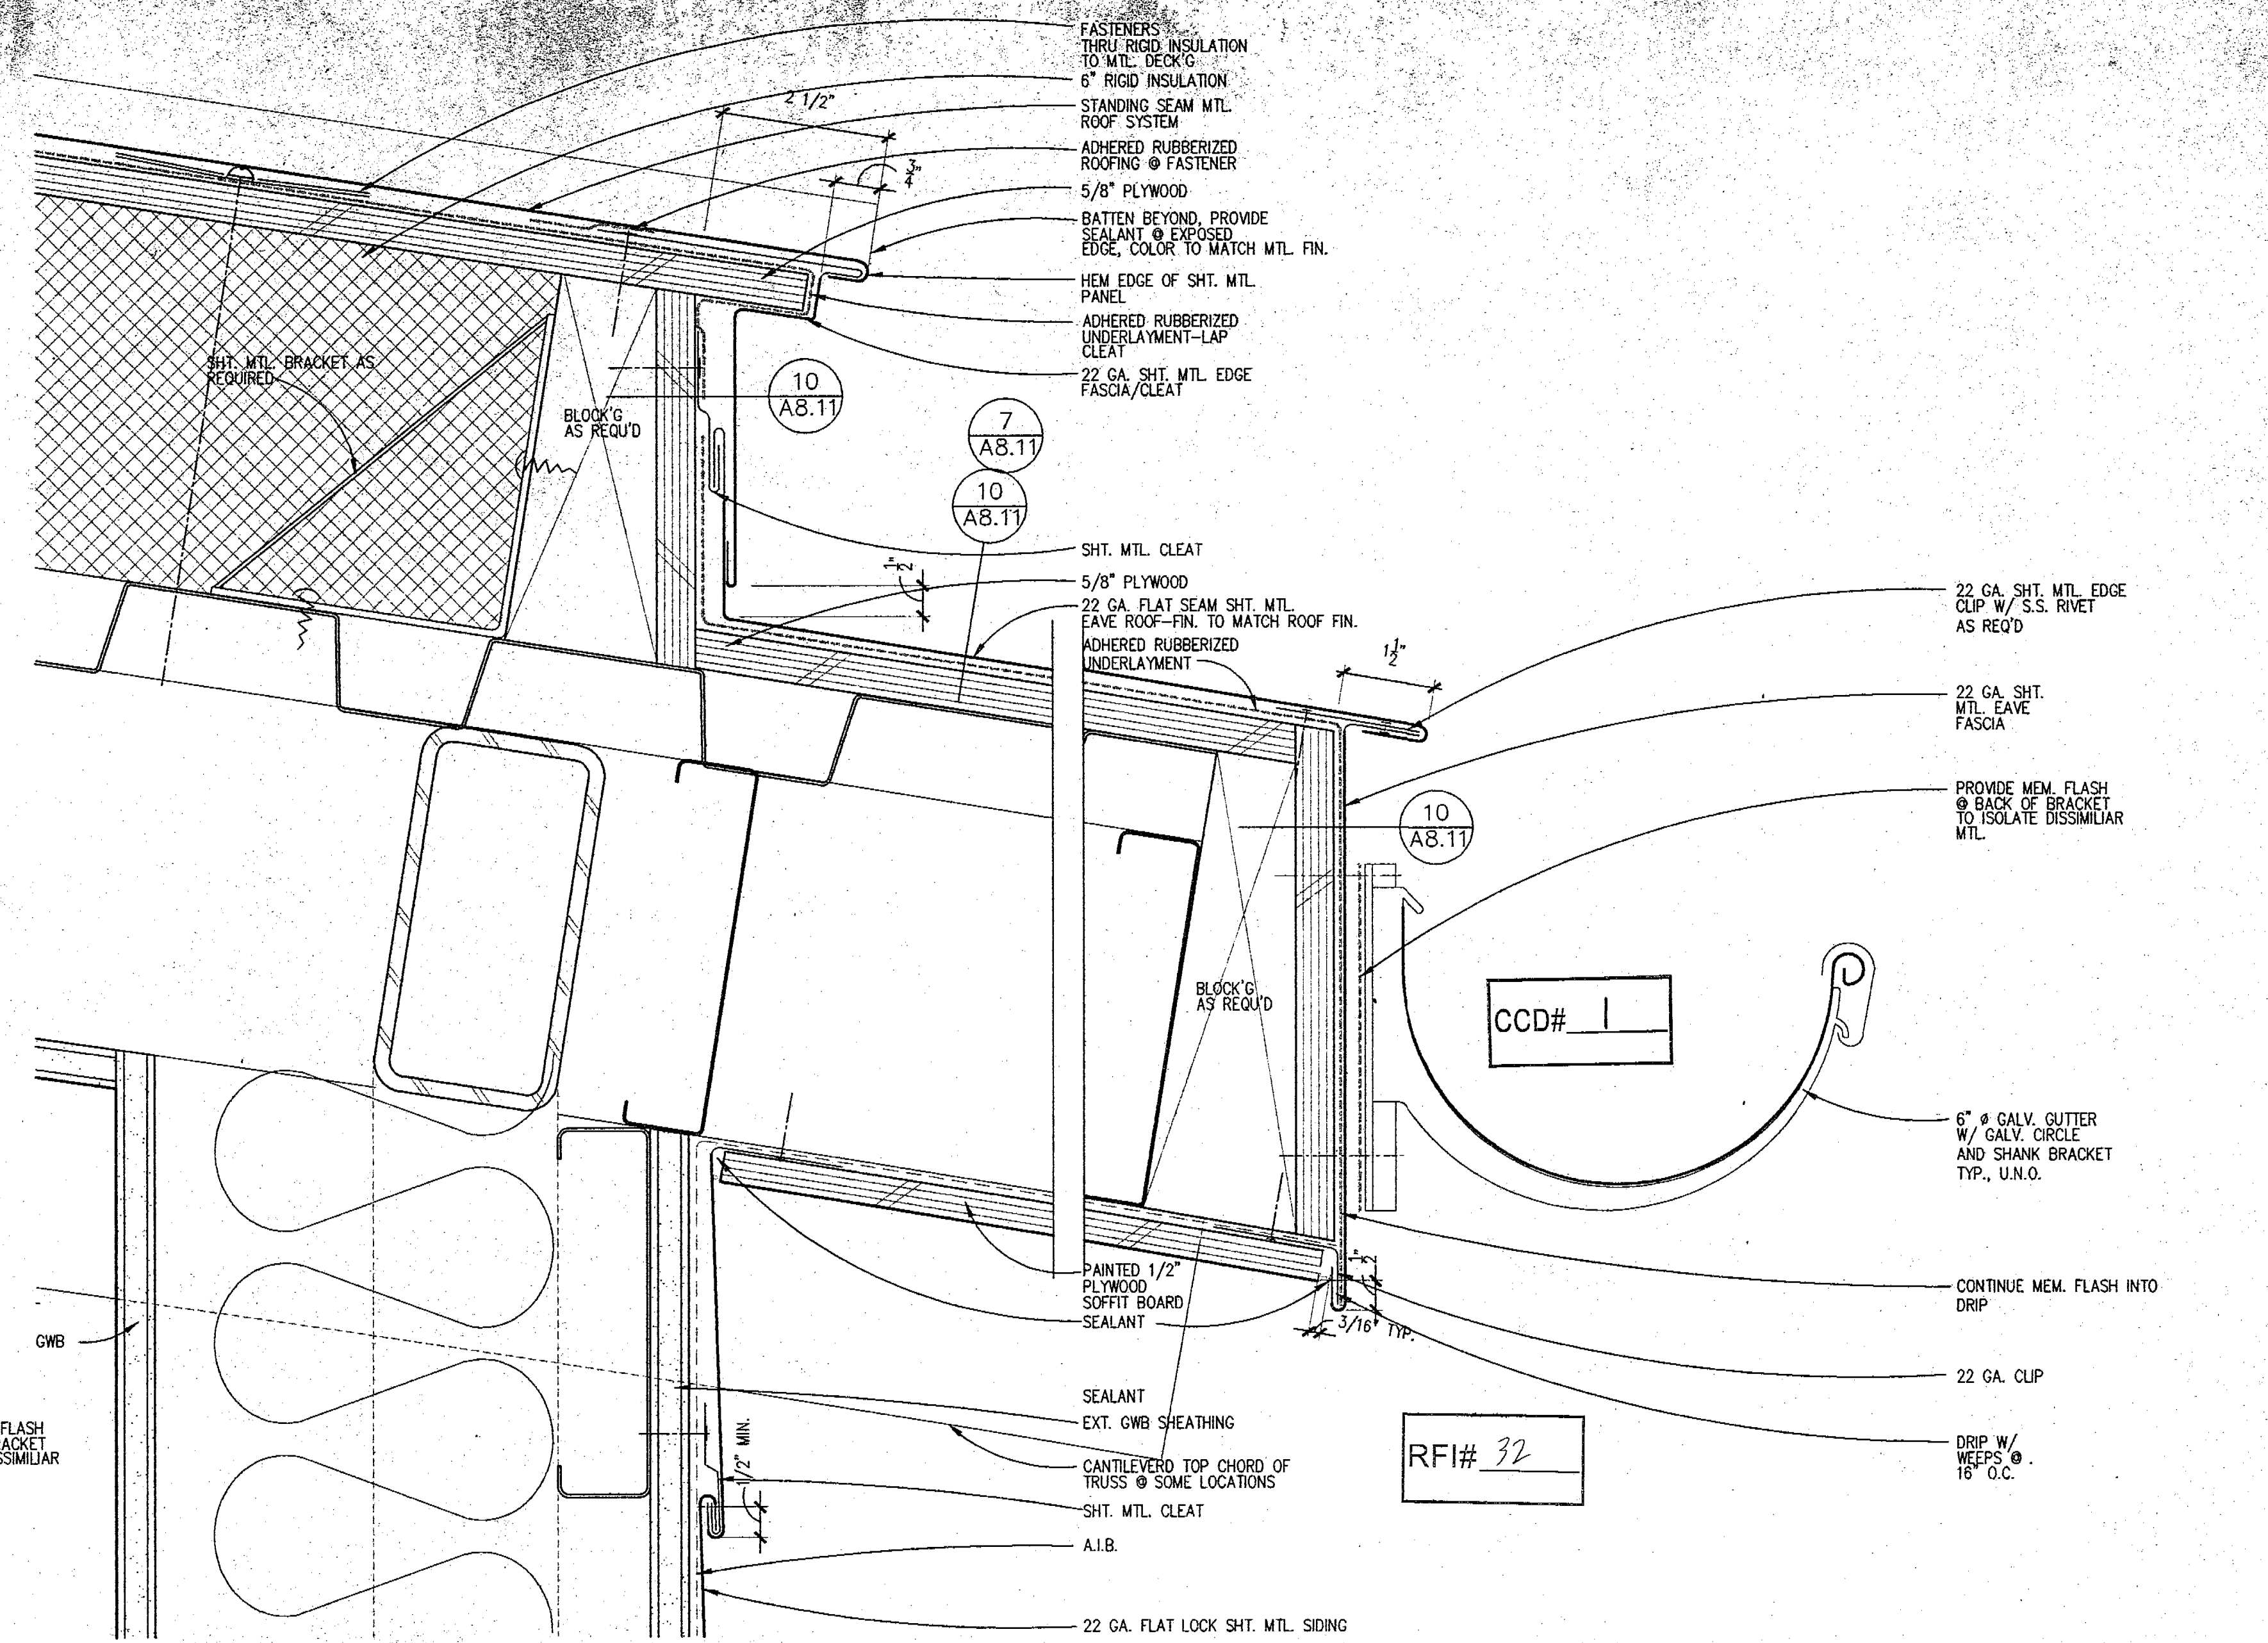 FASTENERS
THRU RIGID INSULATION
TO MTL. DECK'G
6" RIGID INSULATION
2 1/2"
STANDING SEAM MTL.
ROOF SYSTEM
ADHERED RUBBERIZED
ROOFING @ FASTENER
3/4"
5/8" PLYWOOD
BATTEN BEYOND, PROVIDE
SEALANT @ EXPOSED
EDGE, COLOR TO MATCH MTL. FIN.
HEM EDGE OF SHT. MTL.
PANEL
ADHERED RUBBERIZED
UNDERLAYMENT-LAP
CLEAT
22 GA. SHT. MTL. EDGE
FASCIA/CLEAT
SHT. MTL. BRACKET AS
REQUIRED
BLOCK'G
AS REQU'D
10
A8.11
7
A8.11
10
A8.11
SHT. MTL. CLEAT
1/2"
5/8" PLYWOOD
22 GA. FLAT SEAM SHT. MTL.
EAVE ROOF-FIN. TO MATCH ROOF FIN.
ADHERED RUBBERIZED
UNDERLAYMENT
1 1/2"
22 GA. SHT. MTL. EDGE
CLIP W/ S.S. RIVET
AS REQ'D
22 GA. SHT.
MTL. EAVE
FASCIA
PROVIDE MEM. FLASH
@ BACK OF BRACKET
TO ISOLATE DISSIMILIAR
MTL.
10
A8.11
BLOCK'G
AS REQU'D
CCD# 1
6" ø GALV. GUTTER
W/ GALV. CIRCLE
AND SHANK BRACKET
TYP., U.N.O.
PAINTED 1/2"
PLYWOOD
SOFFIT BOARD
SEALANT
1/2"
3/16" TYP.
CONTINUE MEM. FLASH INTO
DRIP
22 GA. CLIP
DRIP W/
WEEPS @
16" O.C.
GWB
SEALANT
EXT. GWB SHEATHING
CANTILEVERD TOP CHORD OF
TRUSS @ SOME LOCATIONS
SHT. MTL. CLEAT
1/2" MIN.
A.I.B.
22 GA. FLAT LOCK SHT. MTL. SIDING
RFI# 32
FLASH
ACKET
SSIMILIAR